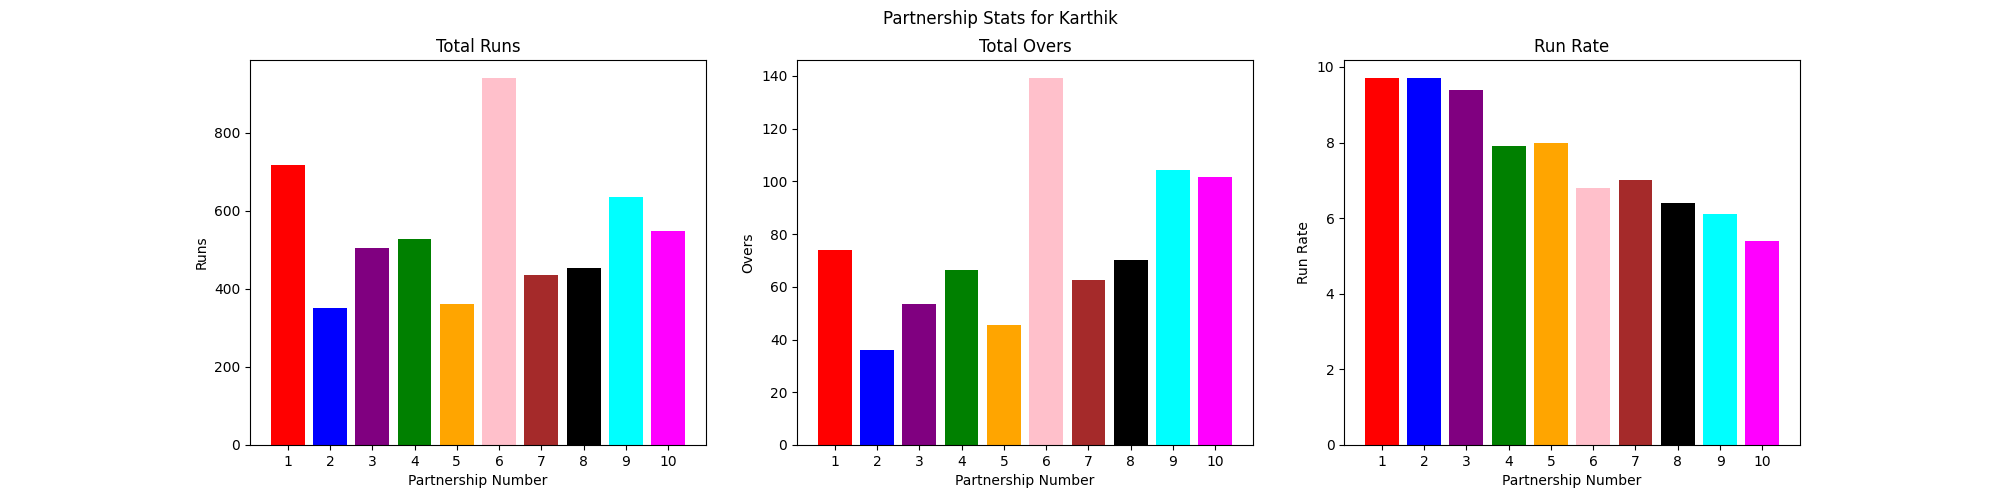 Partnership Stats for Karthik
Total Runs
Runs
800
600
400
200
0
1 2 3 4 5 6 7 8 9 10
Partnership Number
Total Overs
Overs
140
120
100
80
60
40
20
0
1 2 3 4 5 6 7 8 9 10
Partnership Number
Run Rate
Run Rate
10
8
6
4
2
0
1 2 3 4 5 6 7 8 9 10
Partnership Number